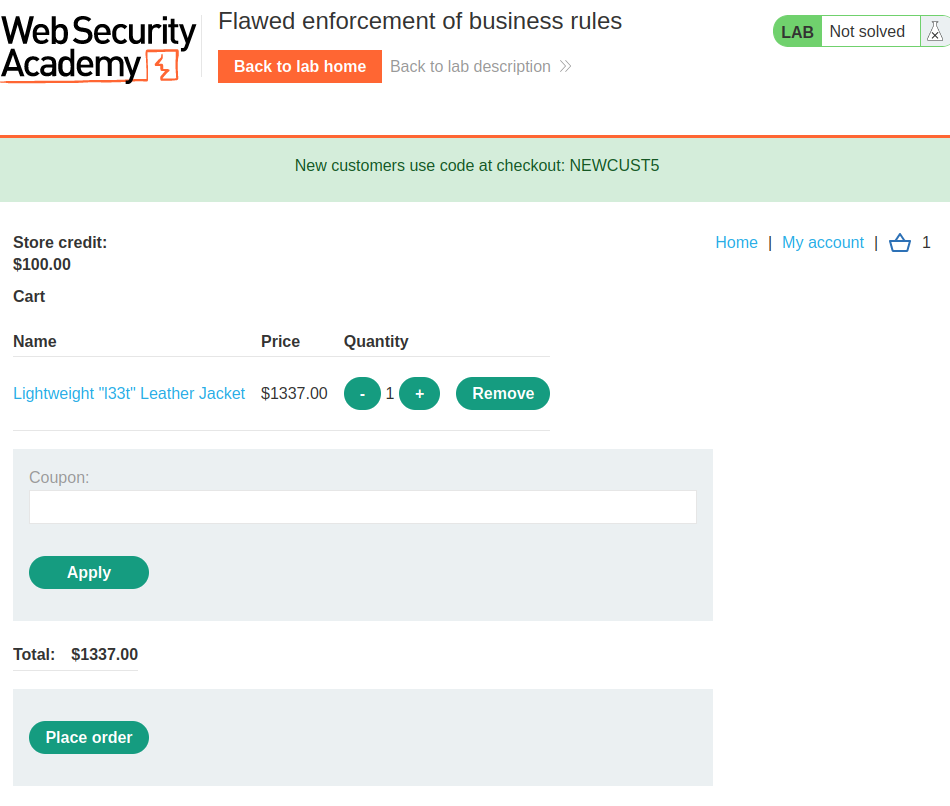 Web Security
Academy
Flawed enforcement of business rules
Back to lab home
Back to lab description
LAB
Not solved
New customers use code at checkout: NEWCUST5
Store credit:
$100.00
Home | My account | 1
Cart
Name Price Quantity
Lightweight "l33t" Leather Jacket $1337.00 - 1 + Remove
Coupon:
Apply
Total: $1337.00
Place order